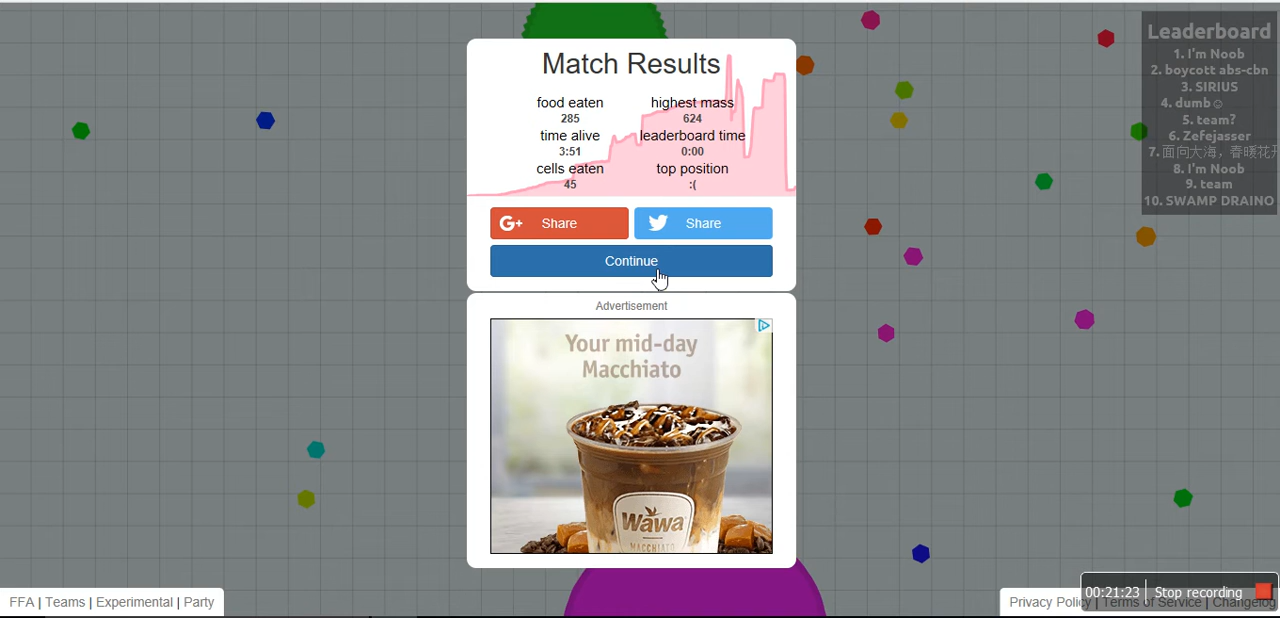 Match Results
food eaten highest mass
285 624
time alive leaderboard time
3:51 0:00
cells eaten top position
45 :(
G+ Share Share
Continue
Advertisement
Your mid-day
Macchiato
Wawa
MACCHIATO
Leaderboard
1. I'm Noob
2. boycott abs-cbn
3. SIRIUS
4. dumb☺
5. team?
6. Zefejasser
7. 面向大海，春暖花开
8. I'm Noob
9. team
10. SWAMP DRAINO
FFA | Teams | Experimental | Party
Privacy Policy | Terms of Service | Changelog
00:21:23 Stop recording